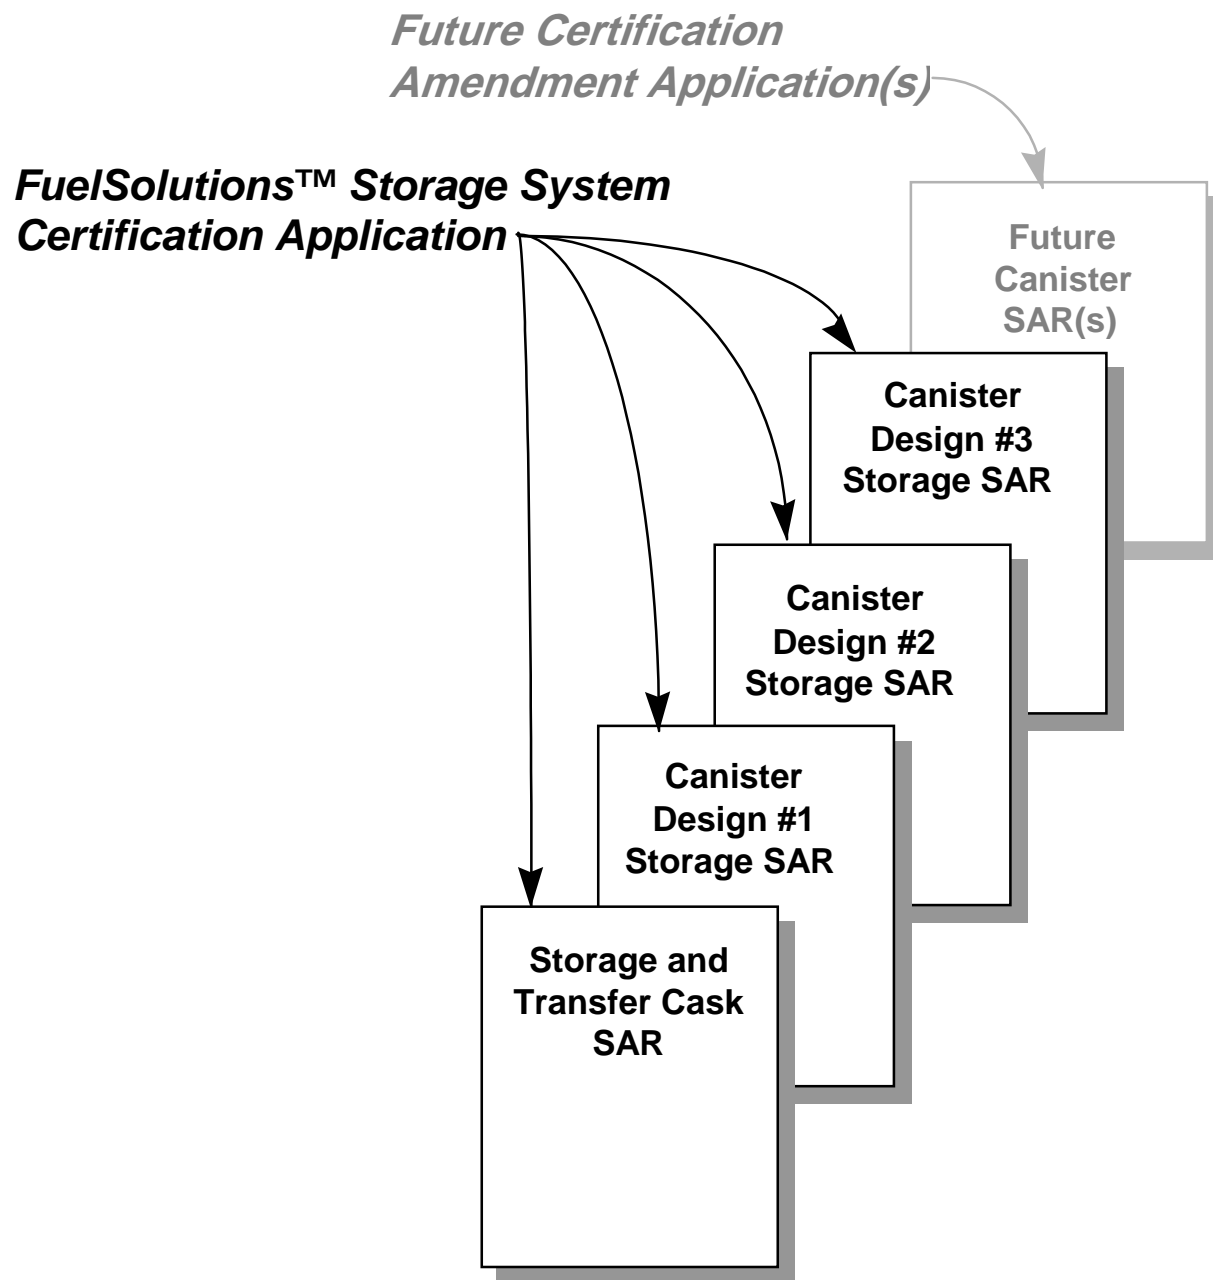 Future Certification
Amendment Application(s)
FuelSolutions™ Storage System
Certification Application
Future
Canister
SAR(s)
Canister
Design #3
Storage SAR
Canister
Design #2
Storage SAR
Canister
Design #1
Storage SAR
Storage and
Transfer Cask
SAR